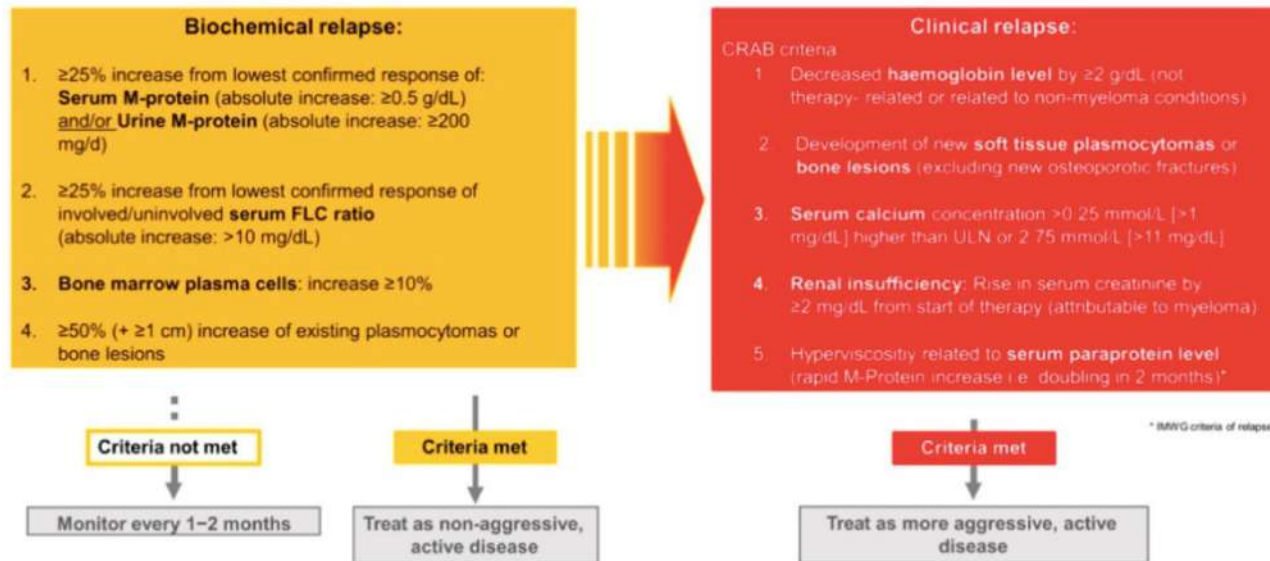 Biochemical relapse:
1. ≥25% increase from lowest confirmed response of:
Serum M-protein (absolute increase: ≥0.5 g/dL)
and/or Urine M-protein (absolute increase: ≥200
mg/d)
2. ≥25% increase from lowest confirmed response of
involved/uninvolved serum FLC ratio
(absolute increase: >10 mg/dL)
3. Bone marrow plasma cells: increase ≥10%
4. ≥50% (+ ≥1 cm) increase of existing plasmocytomas or
bone lesions
Criteria not met
Criteria met
Monitor every 1−2 months
Treat as non-aggressive,
active disease
Clinical relapse:
CRAB criteria
1 Decreased haemoglobin level by ≥2 g/dL (not
therapy- related or related to non-myeloma conditions)
2. Development of new soft tissue plasmocytomas or
bone lesions (excluding new osteoporotic fractures)
3. Serum calcium concentration >0 25 mmol/L [>1
mg/dL] higher than ULN or 2 75 mmol/L [>11 mg/dL]
4. Renal insufficiency: Rise in serum creatinine by
≥2 mg/dL from start of therapy (attributable to myeloma)
5. Hyperviscositiy related to serum paraprotein level
(rapid M-Protein increase i e doubling in 2 months)*
* IMWG criteria of relapse
Criteria met
Treat as more aggressive, active
disease